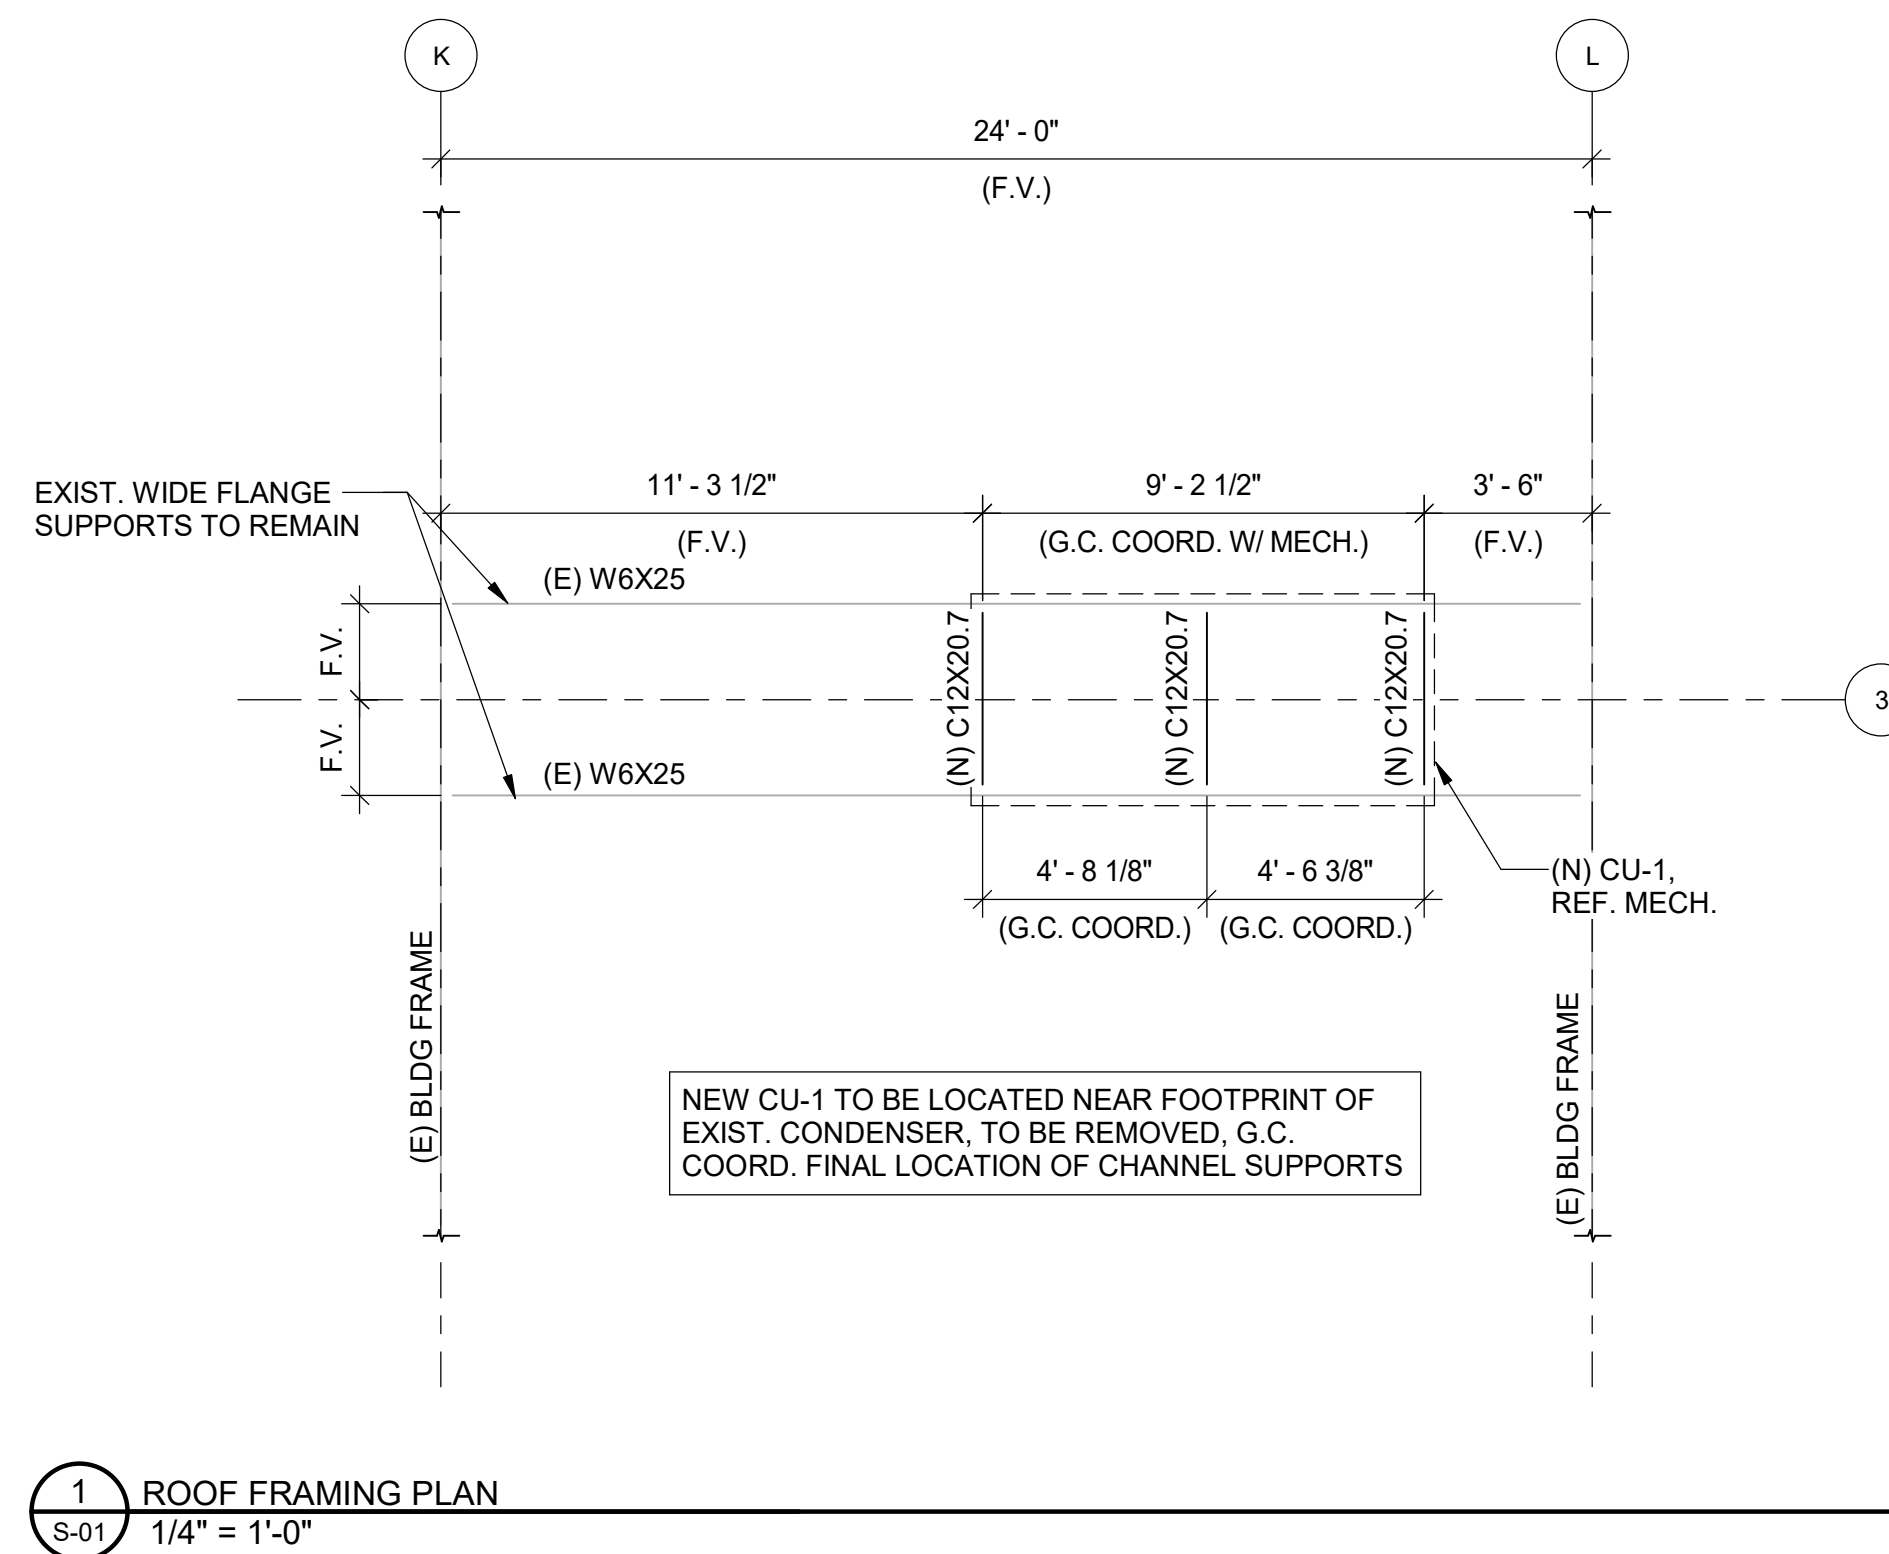 K
L
24' - 0"
(F.V.)
EXIST. WIDE FLANGE
SUPPORTS TO REMAIN
11' - 3 1/2"
(F.V.)
9' - 2 1/2"
(G.C. COORD. W/ MECH.)
3' - 6"
(F.V.)
(E) W6X25
F.V.
F.V.
(N) C12X20.7
(N) C12X20.7
(N) C12X20.7
3
(E) W6X25
4' - 8 1/8"
(G.C. COORD.)
4' - 6 3/8"
(G.C. COORD.)
(N) CU-1,
REF. MECH.
(E) BLDG FRAME
(E) BLDG FRAME
NEW CU-1 TO BE LOCATED NEAR FOOTPRINT OF
EXIST. CONDENSER, TO BE REMOVED, G.C.
COORD. FINAL LOCATION OF CHANNEL SUPPORTS
1
S-01
ROOF FRAMING PLAN
1/4" = 1'-0"